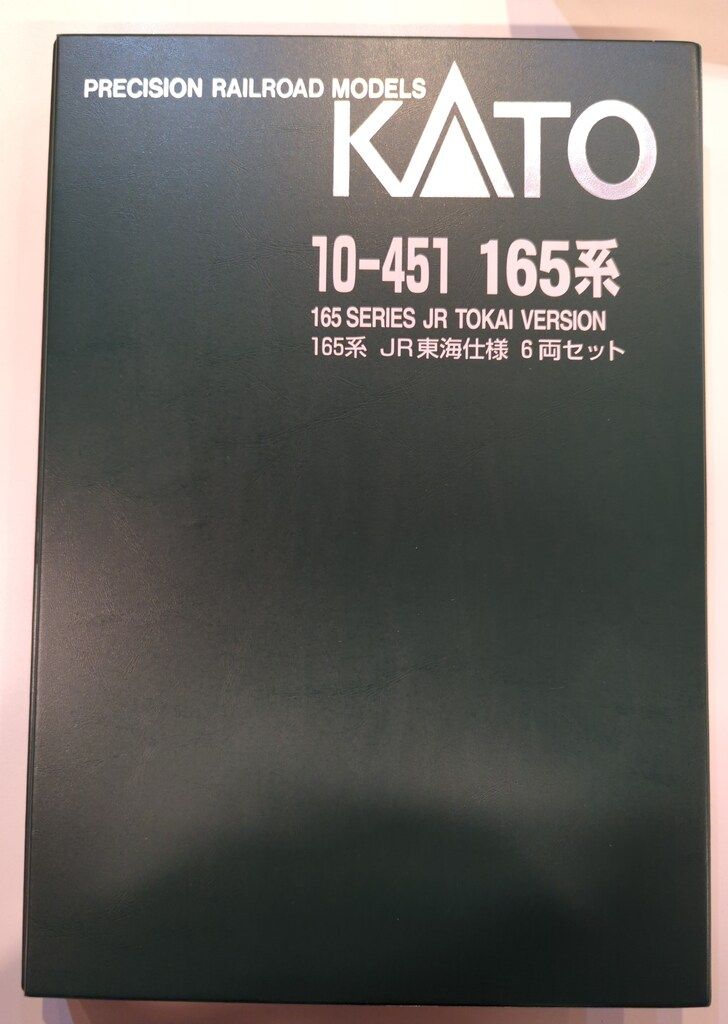 PRECISION RAILROAD MODELS
KATO
10-451 165系
165 SERIES JR TOKAI VERSION
165系 JR東海仕様 6両セット